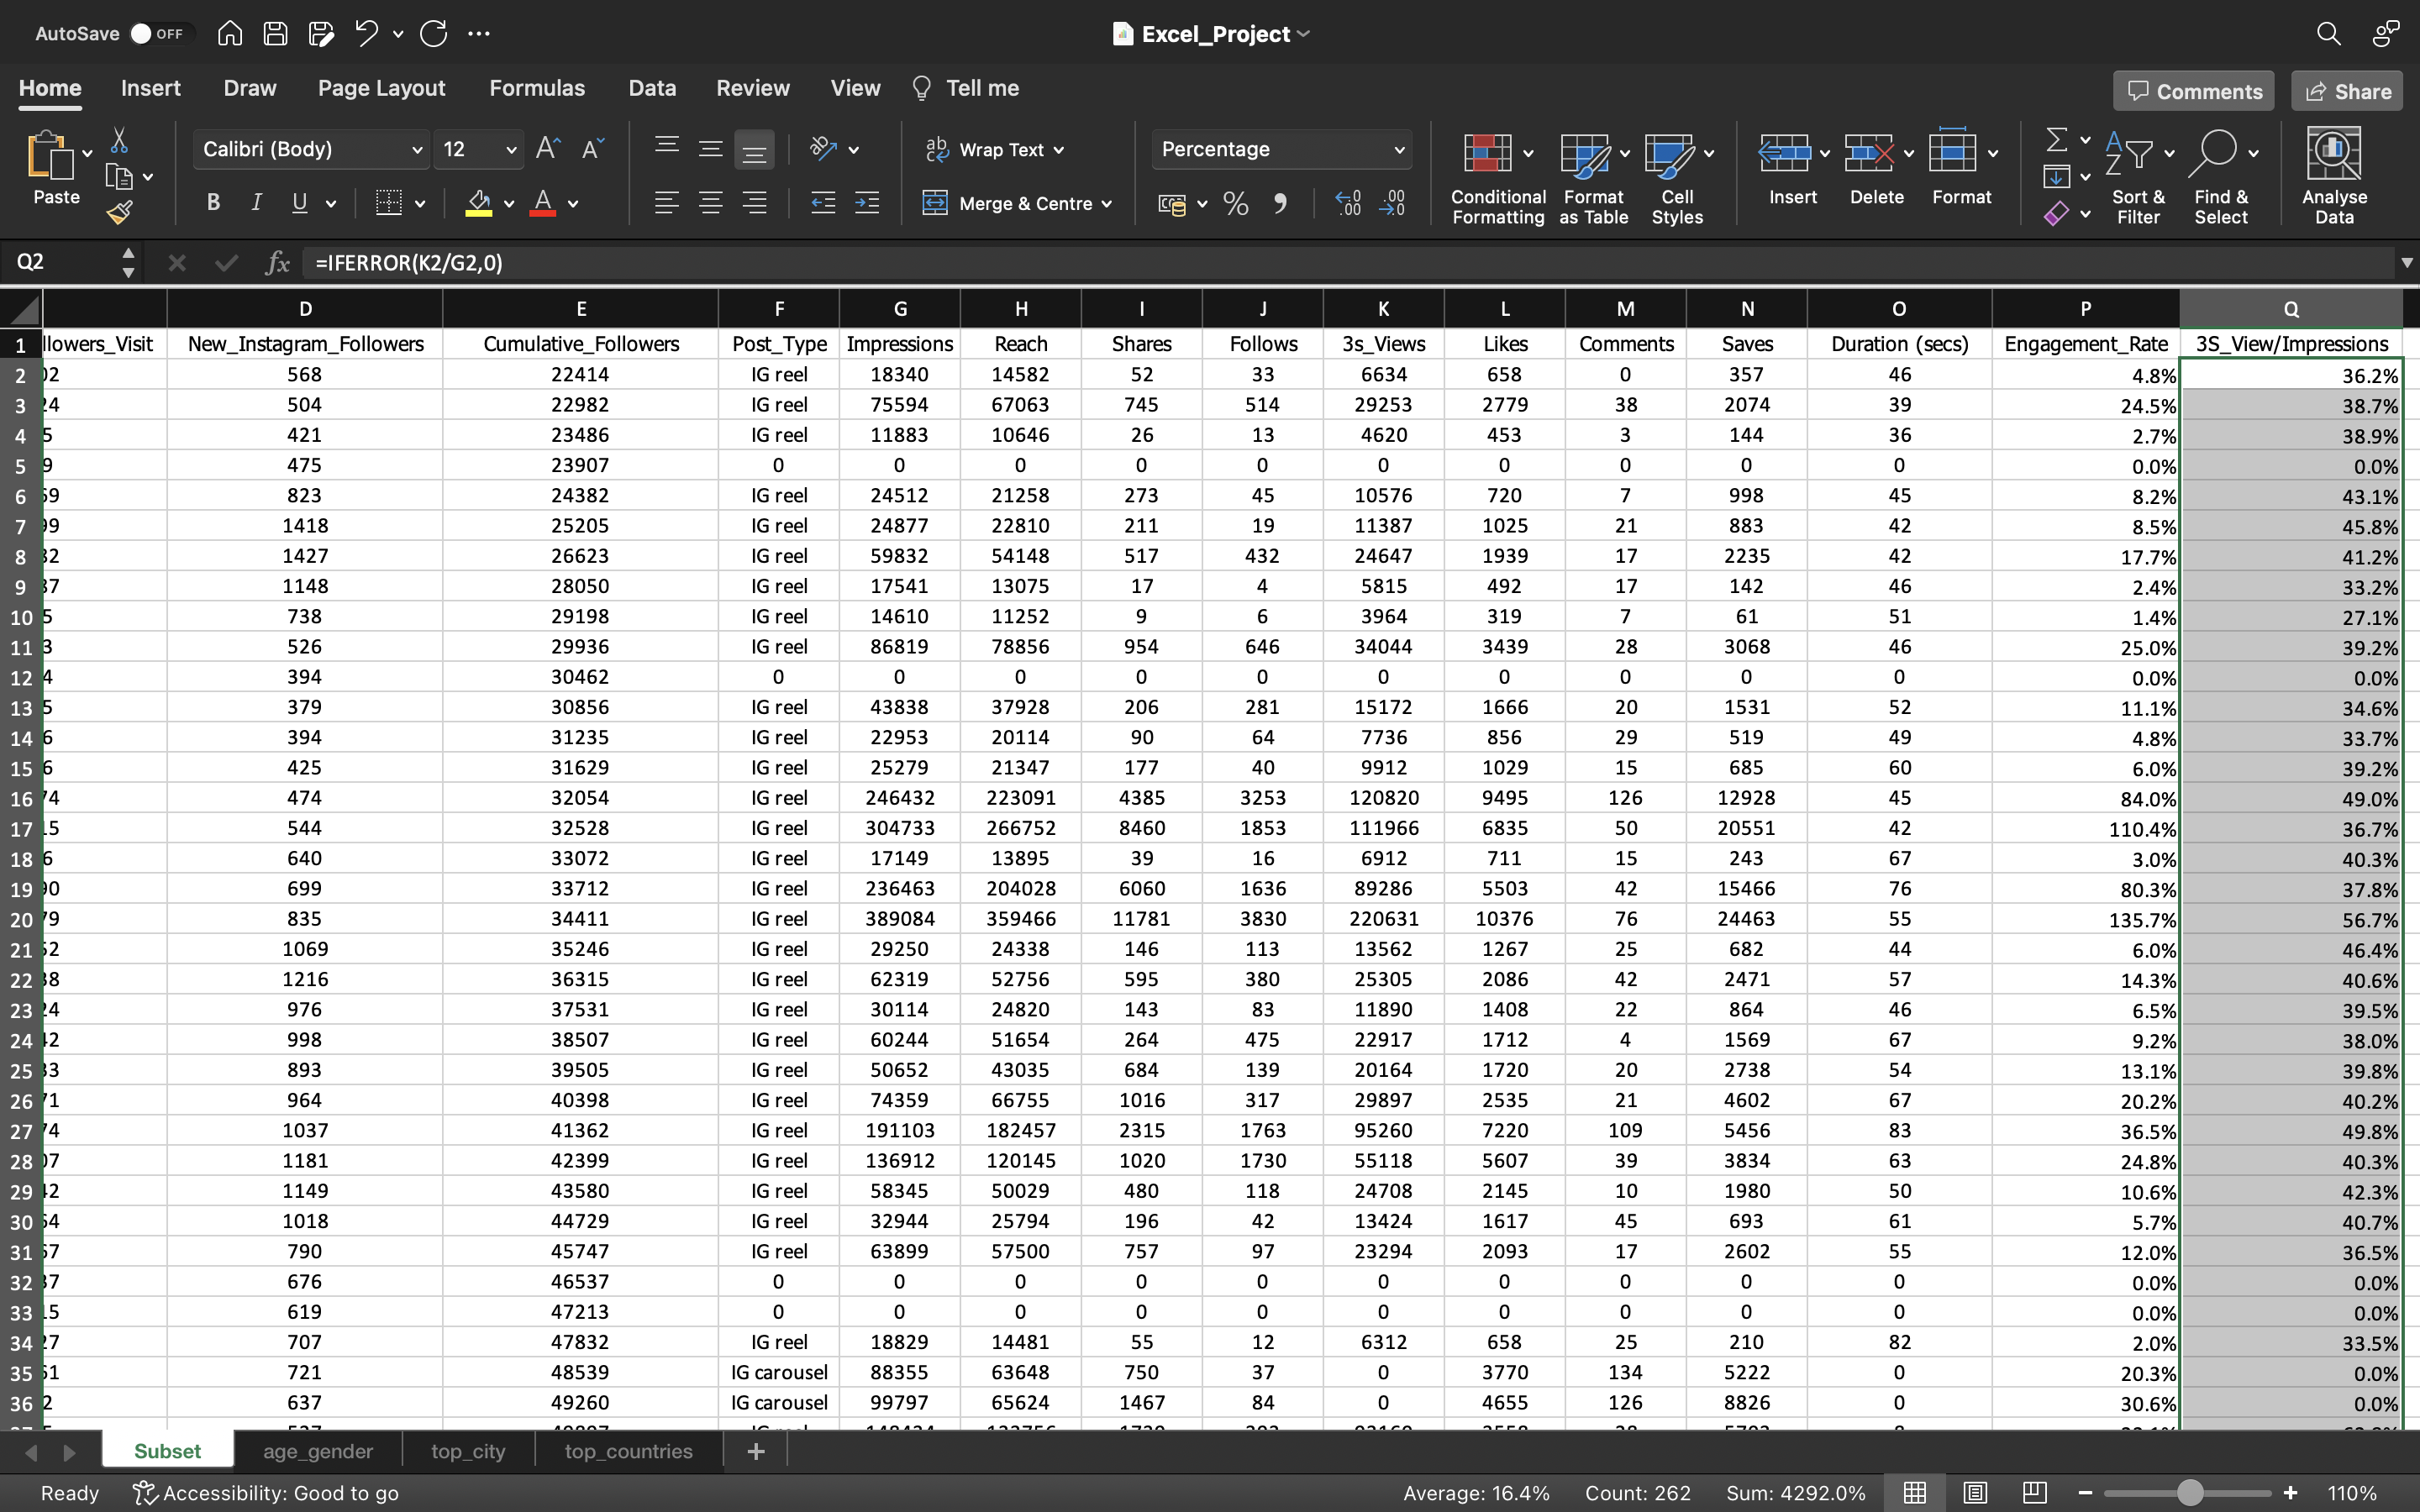 AutoSave OFF Excel_Project
Home Insert Draw Page Layout Formulas Data Review View Tell me Comments Share
Paste Calibri (Body) 12 Wrap Text Merge & Centre Percentage Conditional Formatting Format as Table Cell Styles Insert Delete Format Sort & Filter Find & Select Analyse Data
Q2 fx =IFERROR(K2/G2,0)
D E F G H I J K L M N O P Q
1 llowers_Visit New_Instagram_Followers Cumulative_Followers Post_Type Impressions Reach Shares Follows 3s_Views Likes Comments Saves Duration (secs) Engagement_Rate 3S_View/Impressions
2 02 568 22414 IG reel 18340 14582 52 33 6634 658 0 357 46 4.8% 36.2%
3 24 504 22982 IG reel 75594 67063 745 514 29253 2779 38 2074 39 24.5% 38.7%
4 5 421 23486 IG reel 11883 10646 26 13 4620 453 3 144 36 2.7% 38.9%
5 9 475 23907 0 0 0 0 0 0 0 0 0 0 0.0% 0.0%
6 69 823 24382 IG reel 24512 21258 273 45 10576 720 7 998 45 8.2% 43.1%
7 99 1418 25205 IG reel 24877 22810 211 19 11387 1025 21 883 42 8.5% 45.8%
8 32 1427 26623 IG reel 59832 54148 517 432 24647 1939 17 2235 42 17.7% 41.2%
9 37 1148 28050 IG reel 17541 13075 17 4 5815 492 17 142 46 2.4% 33.2%
10 5 738 29198 IG reel 14610 11252 9 6 3964 319 7 61 51 1.4% 27.1%
11 3 526 29936 IG reel 86819 78856 954 646 34044 3439 28 3068 46 25.0% 39.2%
12 4 394 30462 0 0 0 0 0 0 0 0 0 0 0.0% 0.0%
13 5 379 30856 IG reel 43838 37928 206 281 15172 1666 20 1531 52 11.1% 34.6%
14 6 394 31235 IG reel 22953 20114 90 64 7736 856 29 519 49 4.8% 33.7%
15 6 425 31629 IG reel 25279 21347 177 40 9912 1029 15 685 60 6.0% 39.2%
16 74 474 32054 IG reel 246432 223091 4385 3253 120820 9495 126 12928 45 84.0% 49.0%
17 15 544 32528 IG reel 304733 266752 8460 1853 111966 6835 50 20551 42 110.4% 36.7%
18 6 640 33072 IG reel 17149 13895 39 16 6912 711 15 243 67 3.0% 40.3%
19 90 699 33712 IG reel 236463 204028 6060 1636 89286 5503 42 15466 76 80.3% 37.8%
20 79 835 34411 IG reel 389084 359466 11781 3830 220631 10376 76 24463 55 135.7% 56.7%
21 52 1069 35246 IG reel 29250 24338 146 113 13562 1267 25 682 44 6.0% 46.4%
22 38 1216 36315 IG reel 62319 52756 595 380 25305 2086 42 2471 57 14.3% 40.6%
23 24 976 37531 IG reel 30114 24820 143 83 11890 1408 22 864 46 6.5% 39.5%
24 42 998 38507 IG reel 60244 51654 264 475 22917 1712 4 1569 67 9.2% 38.0%
25 33 893 39505 IG reel 50652 43035 684 139 20164 1720 20 2738 54 13.1% 39.8%
26 71 964 40398 IG reel 74359 66755 1016 317 29897 2535 21 4602 67 20.2% 40.2%
27 74 1037 41362 IG reel 191103 182457 2315 1763 95260 7220 109 5456 83 36.5% 49.8%
28 07 1181 42399 IG reel 136912 120145 1020 1730 55118 5607 39 3834 63 24.8% 40.3%
29 42 1149 43580 IG reel 58345 50029 480 118 24708 2145 10 1980 50 10.6% 42.3%
30 64 1018 44729 IG reel 32944 25794 196 42 13424 1617 45 693 61 5.7% 40.7%
31 67 790 45747 IG reel 63899 57500 757 97 23294 2093 17 2602 55 12.0% 36.5%
32 37 676 46537 0 0 0 0 0 0 0 0 0 0 0.0% 0.0%
33 15 619 47213 0 0 0 0 0 0 0 0 0 0 0.0% 0.0%
34 27 707 47832 IG reel 18829 14481 55 12 6312 658 25 210 82 2.0% 33.5%
35 51 721 48539 IG carousel 88355 63648 750 37 0 3770 134 5222 0 20.3% 0.0%
36 2 637 49260 IG carousel 99797 65624 1467 84 0 4655 126 8826 0 30.6% 0.0%
Subset age_gender top_city top_countries
Ready Accessibility: Good to go Average: 16.4% Count: 262 Sum: 4292.0% 110%